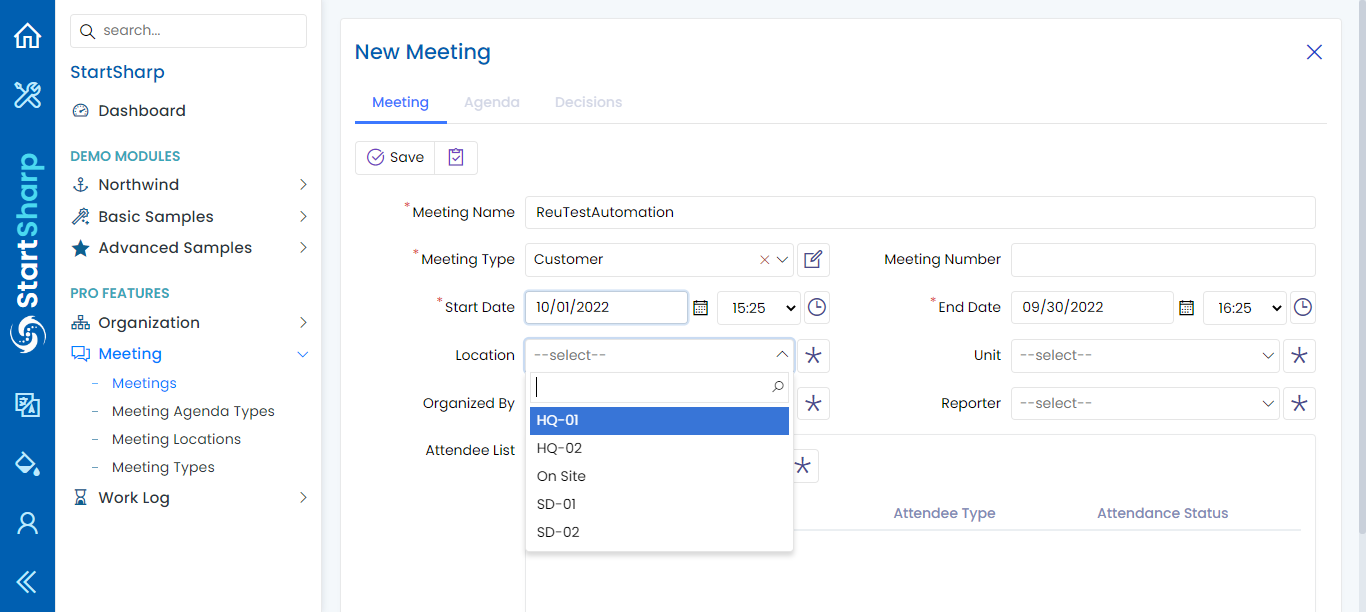 StartSharp
search...
StartSharp
Dashboard
DEMO MODULES
Northwind
Basic Samples
Advanced Samples
PRO FEATURES
Organization
Meeting
Meetings
Meeting Agenda Types
Meeting Locations
Meeting Types
Work Log
New Meeting
Meeting Agenda Decisions
Save
*Meeting Name ReuTestAutomation
*Meeting Type Customer Meeting Number
*Start Date 10/01/2022 15:25 *End Date 09/30/2022 16:25
Location --select-- Unit --select--
Organized By Reporter --select--
Attendee List
HQ-01
HQ-02
On Site
SD-01
SD-02
Attendee Type Attendance Status